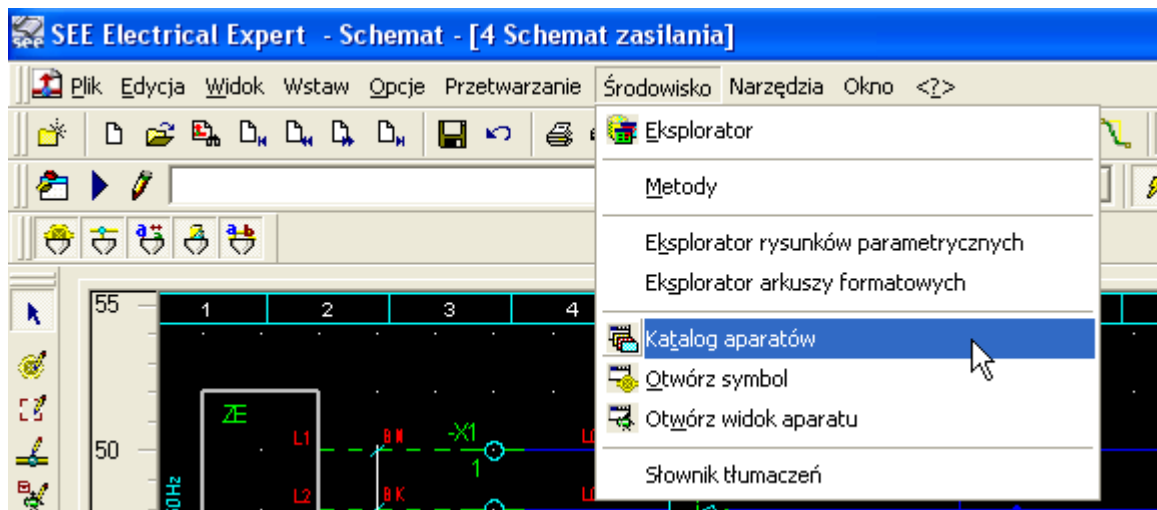 see SEE Electrical Expert - Schemat - [4 Schemat zasilania]
Plik Edycja Widok Wstaw Opcje Przetwarzanie Środowisko Narzędzia Okno <?>
Eksplorator
Metody
Eksplorator rysunków parametrycznych
Eksplorator arkuszy formatowych
Katalog aparatów
Otwórz symbol
Otwórz widok aparatu
Słownik tłumaczeń
55 1 2 3 4
ZE
50 L1 BN -X1
1
L2 BK